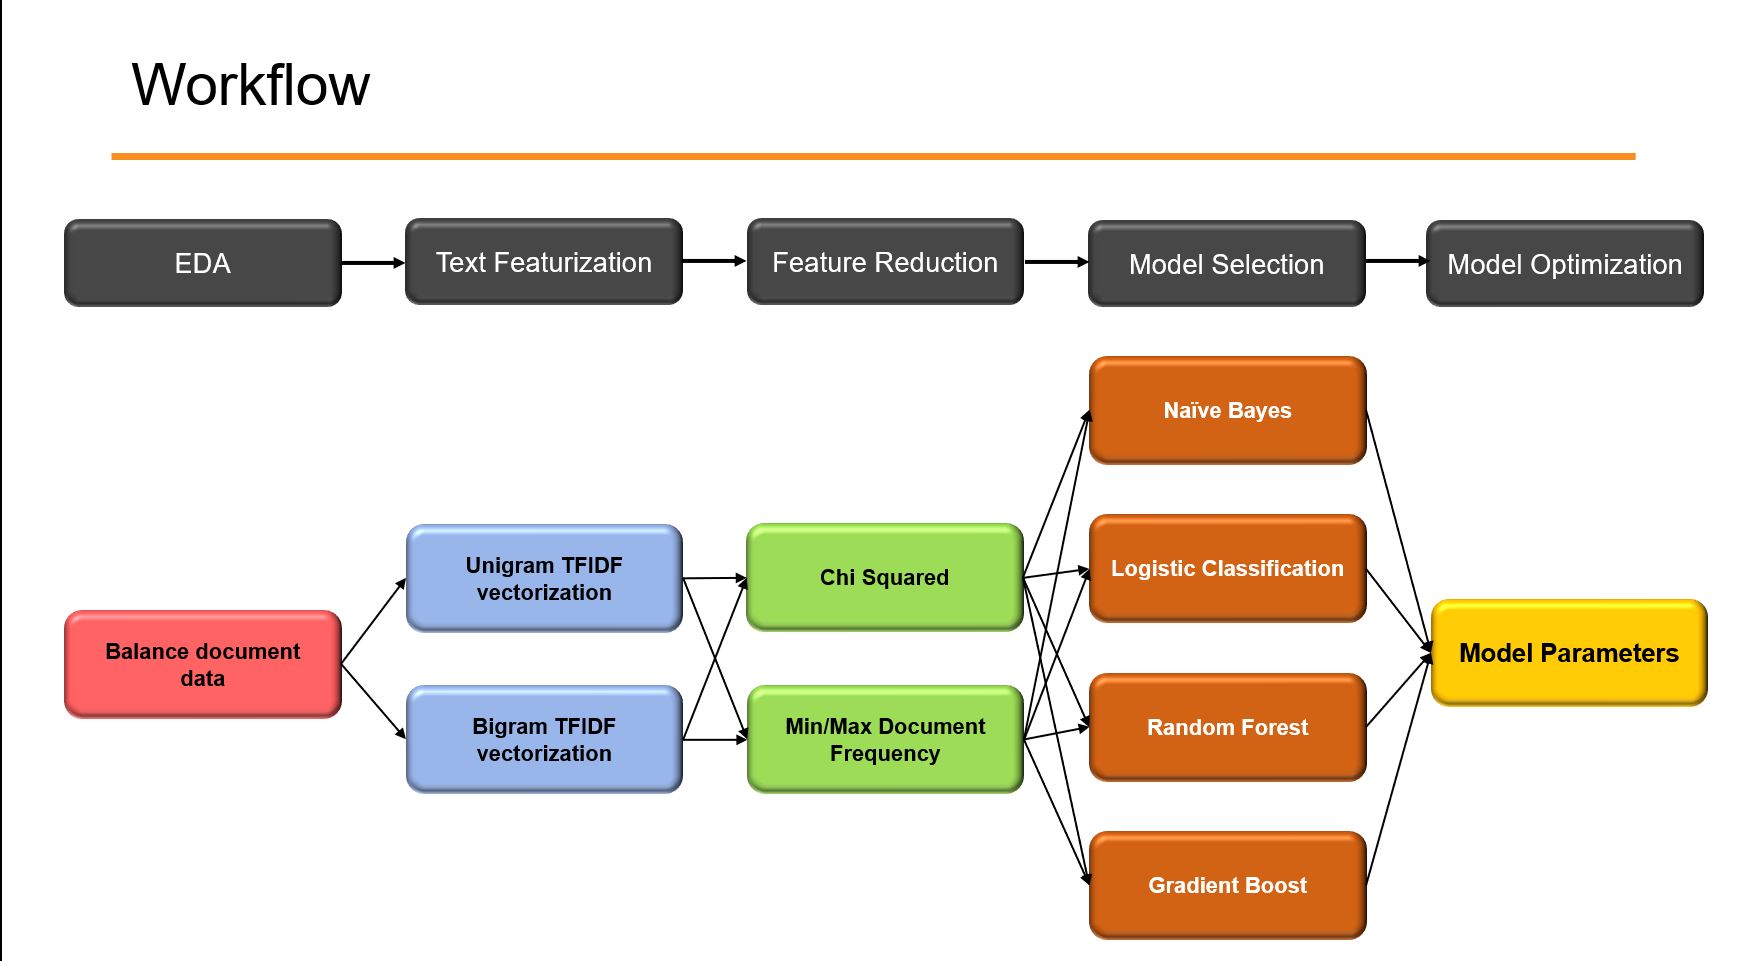 Workflow
EDA
Text Featurization
Feature Reduction
Model Selection
Model Optimization
Balance document
data
Unigram TFIDF
vectorization
Bigram TFIDF
vectorization
Chi Squared
Min/Max Document
Frequency
Naïve Bayes
Logistic Classification
Random Forest
Gradient Boost
Model Parameters